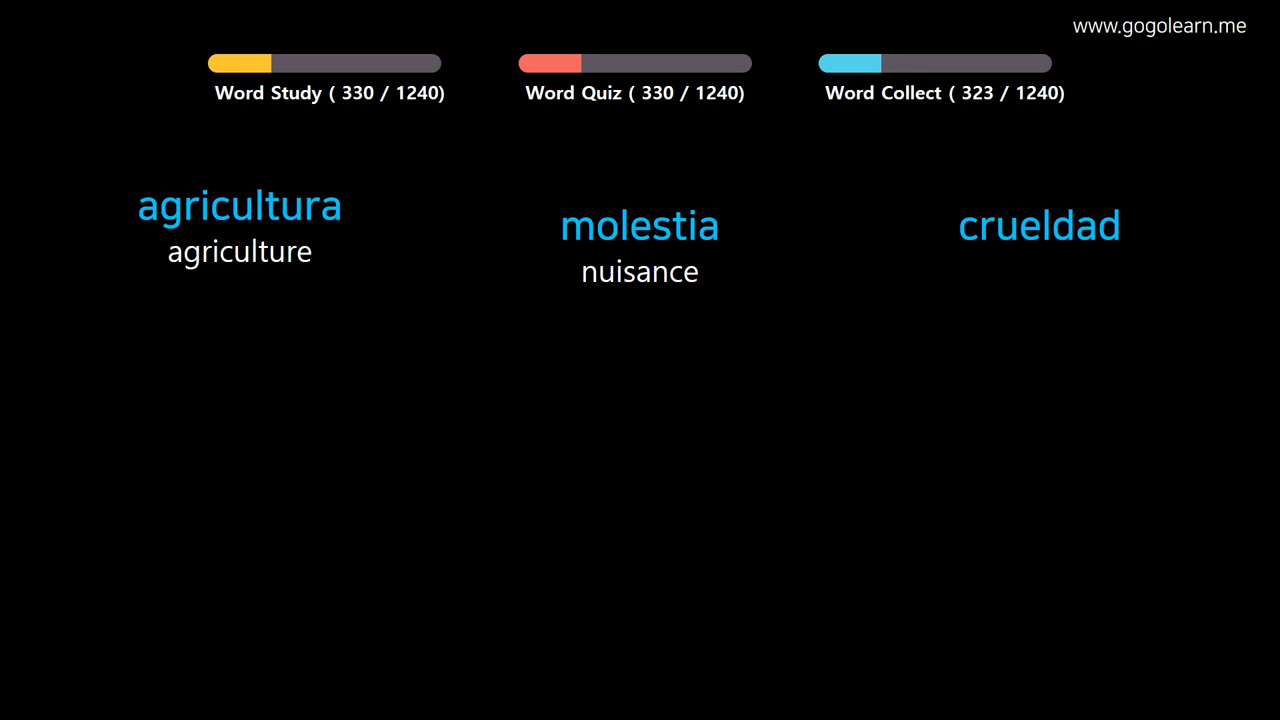 www.gogolearn.me
Word Study ( 330 / 1240)
Word Quiz ( 330 / 1240)
Word Collect ( 323 / 1240)
agricultura
agriculture
molestia
nuisance
crueldad